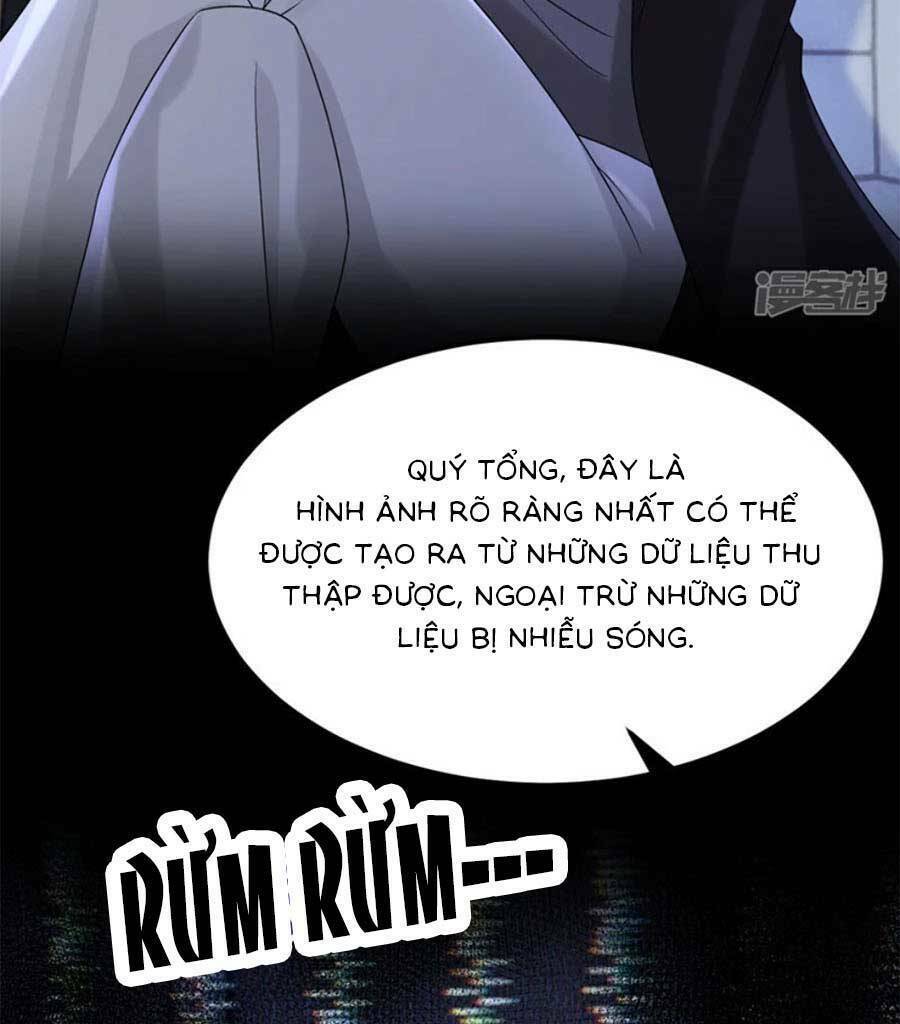 漫客栈
QUÝ TỔNG, ĐÂY LÀ
HÌNH ẢNH RÕ RÀNG NHẤT CÓ THỂ
ĐƯỢC TẠO RA TỪ NHỮNG DỮ LIỆU THU
THẬP ĐƯỢC, NGOẠI TRỪ NHỮNG DỮ
LIỆU BỊ NHIỄU SÓNG.
RỪM RỪM---